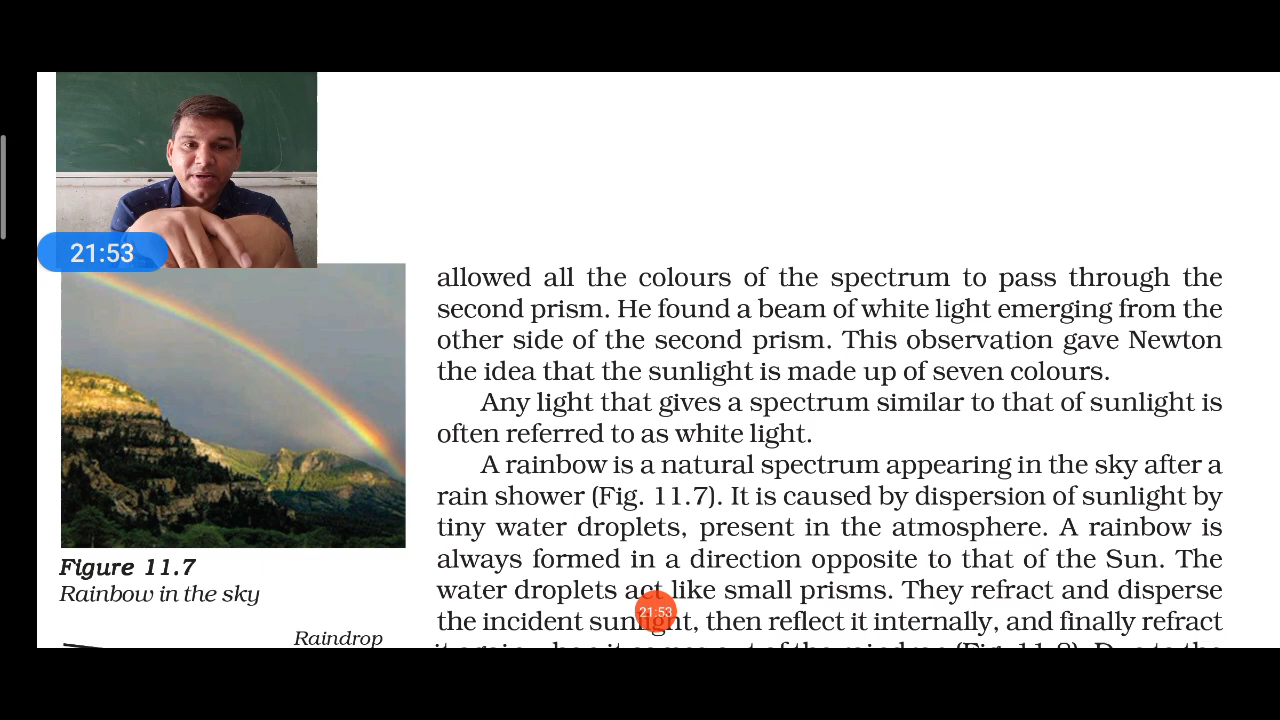 21:53
allowed all the colours of the spectrum to pass through the
second prism. He found a beam of white light emerging from the
other side of the second prism. This observation gave Newton
the idea that the sunlight is made up of seven colours.
Any light that gives a spectrum similar to that of sunlight is
often referred to as white light.
A rainbow is a natural spectrum appearing in the sky after a
rain shower (Fig. 11.7). It is caused by dispersion of sunlight by
tiny water droplets, present in the atmosphere. A rainbow is
always formed in a direction opposite to that of the Sun. The
water droplets act like small prisms. They refract and disperse
the incident sunlight, then reflect it internally, and finally refract
Figure 11.7
Rainbow in the sky
Raindrop
21:53